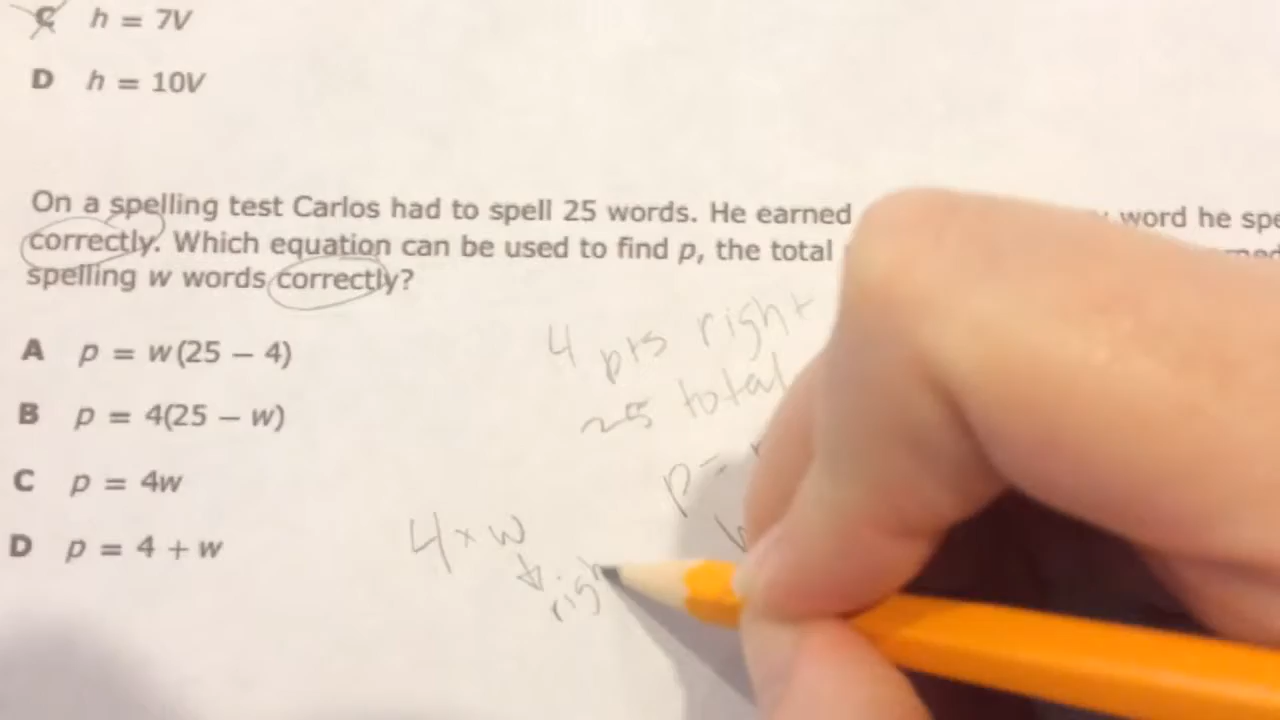 C h = 7V
D h = 10V
On a spelling test Carlos had to spell 25 words. He earned word he
correctly. Which equation can be used to find p, the total
spelling w words correctly?
A p = w(25 – 4)
B p = 4(25 – w)
C p = 4w
D p = 4 + w
4 pts right
25 total
p =
4 × w
righ